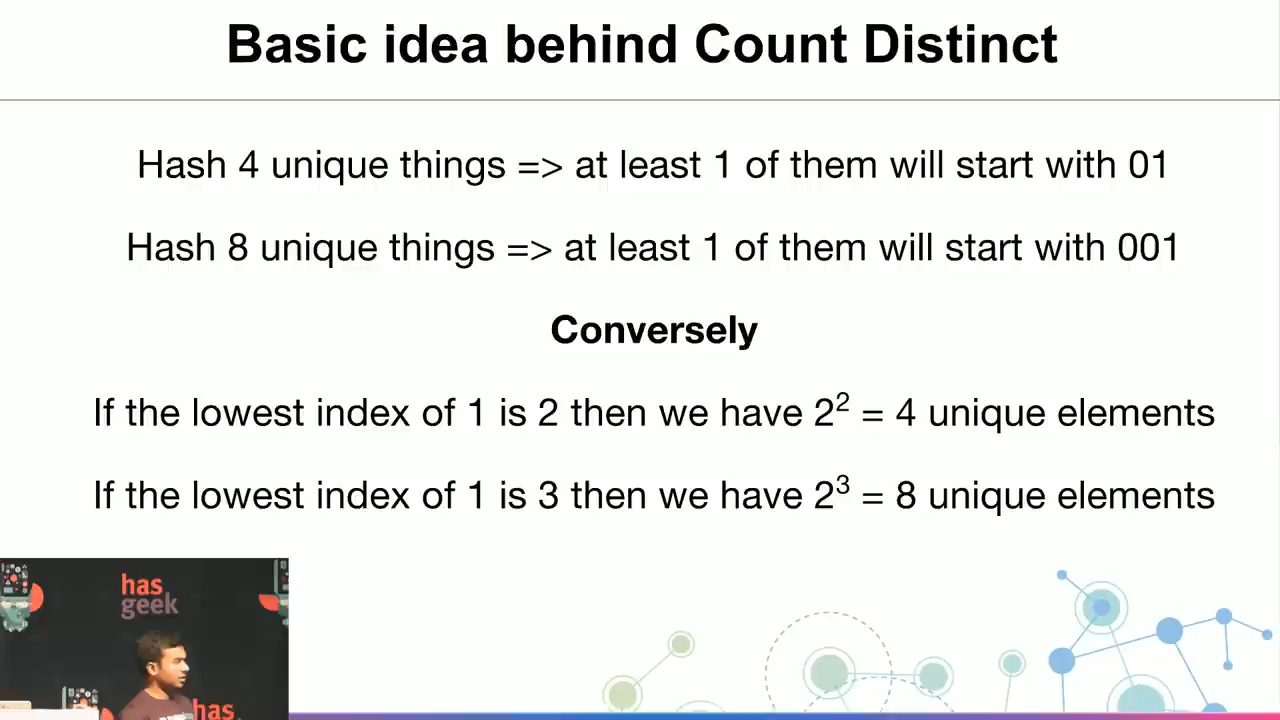 Basic idea behind Count Distinct
Hash 4 unique things => at least 1 of them will start with 01
Hash 8 unique things => at least 1 of them will start with 001
Conversely
If the lowest index of 1 is 2 then we have 2² = 4 unique elements
If the lowest index of 1 is 3 then we have 2³ = 8 unique elements
has
geek
has